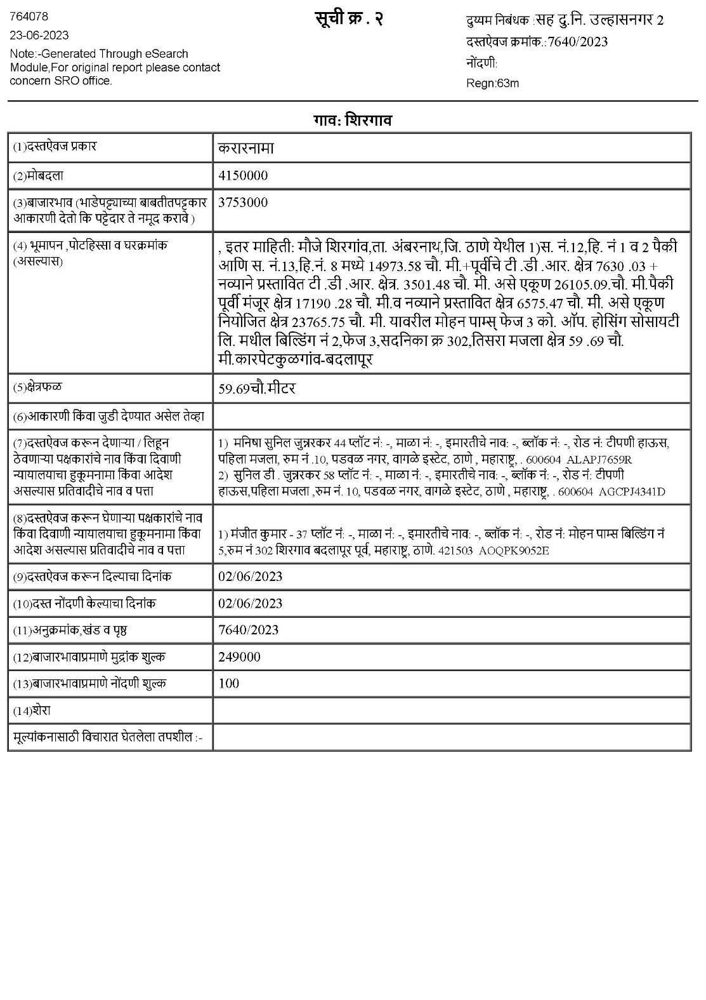 764078
23-06-2023
Note:-Generated Through eSearch
Module,For original report please contact
concern SRO office.
सूची क्र . २
दुय्यम निबंधक :सह दु.नि. उल्हासनगर 2
दस्तऐवज क्रमांक.:7640/2023
नोंदणी:
Regn:63m
गाव: शिरगाव
(1)दस्तऐवज प्रकार
करारनामा
(2)मोबदला
4150000
(3)बाजारभाव (भाडेपट्ट्याच्या बाबतीतपट्टकार
आकारणी देतो कि पट्टेदार ते नमूद करावे )
3753000
(4) भूमापन ,पोटहिस्सा व घरक्रमांक
(असल्यास)
, इतर माहिती: मौजे शिरगांव,ता. अंबरनाथ,जि. ठाणे येथील 1)स. नं.12,हि. नं 1 व 2 पैकी
आणि स. नं.13,हि.नं. 8 मध्ये 14973.58 चौ. मी.+पूर्वीचे टी .डी .आर. क्षेत्र 7630 .03 +
नव्याने प्रस्तावित टी .डी .आर. क्षेत्र. 3501.48 चौ. मी. असे एकूण 26105.09.चौ. मी.पैकी
पूर्वी मंजूर क्षेत्र 17190 .28 चौ. मी.व नव्याने प्रस्तावित क्षेत्र 6575.47 चौ. मी. असे एकूण
नियोजित क्षेत्र 23765.75 चौ. मी. यावरील मोहन पाम्स् फेज 3 को. ऑप. होसिंग सोसायटी
लि. मधील बिल्डिंग नं 2,फेज 3,सदनिका क्र 302,तिसरा मजला क्षेत्र 59 .69 चौ.
मी.कारपेटकुळगांव-बदलापूर
(5)क्षेत्रफळ
59.69चौ.मीटर
(6)आकारणी किंवा जुडी देण्यात असेल तेव्हा
(7)दस्तऐवज करून देणाऱ्या / लिहून
ठेवणाऱ्या पक्षकारांचे नाव किंवा दिवाणी
न्यायालयाचा हुकूमनामा किंवा आदेश
असल्यास प्रतिवादीचे नाव व पत्ता
1) मनिषा सुनिल जुन्नरकर 44 प्लॉट नं: -, माळा नं: -, इमारतीचे नाव: -, ब्लॉक नं: -, रोड नं: टीपणी हाऊस,
पहिला मजला, रुम नं .10, पडवळ नगर, वागळे इस्टेट, ठाणे , महाराष्ट्र, . 600604 ALAPJ7659R
2) सुनिल डी . जुन्नरकर 58 प्लॉट नं: -, माळा नं: -, इमारतीचे नाव: -, ब्लॉक नं: -, रोड नं: टीपणी
हाऊस,पहिला मजला ,रुम नं. 10, पडवळ नगर, वागळे इस्टेट, ठाणे , महाराष्ट्र, . 600604 AGCPJ4341D
(8)दस्तऐवज करून घेणाऱ्या पक्षकारांचे नाव
किंवा दिवाणी न्यायालयाचा हुकूमनामा किंवा
आदेश असल्यास प्रतिवादीचे नाव व पत्ता
1) मंजीत कुमार - 37 प्लॉट नं: -, माळा नं: -, इमारतीचे नाव: -, ब्लॉक नं: -, रोड नं: मोहन पाम्स बिल्डिंग नं
5,रुम नं 302 शिरगाव बदलापूर पूर्व, महाराष्ट्र, ठाणे. 421503 AOQPK9052E
(9)दस्तऐवज करून दिल्याचा दिनांक
02/06/2023
(10)दस्त नोंदणी केल्याचा दिनांक
02/06/2023
(11)अनुक्रमांक,खंड व पृष्ठ
7640/2023
(12)बाजारभावाप्रमाणे मुद्रांक शुल्क
249000
(13)बाजारभावाप्रमाणे नोंदणी शुल्क
100
(14)शेरा
मूल्यांकनासाठी विचारात घेतलेला तपशील :-